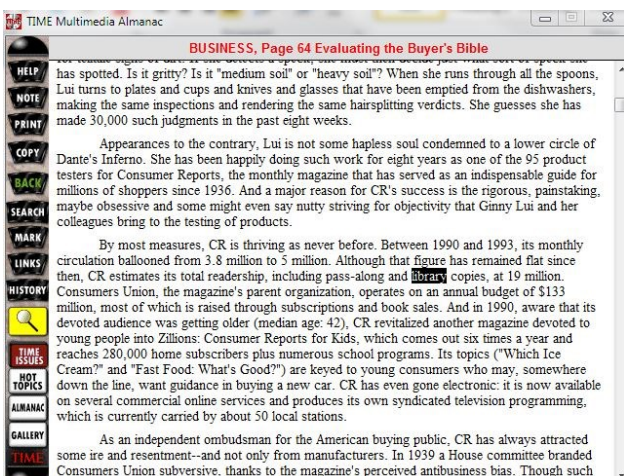 TIME Multimedia Almanac
BUSINESS, Page 64 Evaluating the Buyer's Bible
HELP
NOTE
PRINT
COPY
BACK
SEARCH
MARK
LINKS
HISTORY
TIME
ISSUES
HOT
TOPICS
ALMANAC
GALLERY
TIME
has spotted. Is it gritty? Is it "medium soil" or "heavy soil"? When she runs through all the spoons,
Lui turns to plates and cups and knives and glasses that have been emptied from the dishwashers,
making the same inspections and rendering the same hairsplitting verdicts. She guesses she has
made 30,000 such judgments in the past eight weeks.
Appearances to the contrary, Lui is not some hapless soul condemned to a lower circle of
Dante's Inferno. She has been happily doing such work for eight years as one of the 95 product
testers for Consumer Reports, the monthly magazine that has served as an indispensable guide for
millions of shoppers since 1936. And a major reason for CR's success is the rigorous, painstaking,
maybe obsessive and some might even say nutty striving for objectivity that Ginny Lui and her
colleagues bring to the testing of products.
By most measures, CR is thriving as never before. Between 1990 and 1993, its monthly
circulation ballooned from 3.8 million to 5 million. Although that figure has remained flat since
then, CR estimates its total readership, including pass-along and library copies, at 19 million.
Consumers Union, the magazine's parent organization, operates on an annual budget of $133
million, most of which is raised through subscriptions and book sales. And in 1990, aware that its
devoted audience was getting older (median age: 42), CR revitalized another magazine devoted to
young people into Zillions: Consumer Reports for Kids, which comes out six times a year and
reaches 280,000 home subscribers plus numerous school programs. Its topics ("Which Ice
Cream?" and "Fast Food: What's Good?") are keyed to young consumers who may, somewhere
down the line, want guidance in buying a new car. CR has even gone electronic: it is now available
on several commercial online services and produces its own syndicated television programming,
which is currently carried by about 50 local stations.
As an independent ombudsman for the American buying public, CR has always attracted
some ire and resentment--and not only from manufacturers. In 1939 a House committee branded
Consumers Union subversive, thanks to the magazine's perceived antibusiness bias. Though such